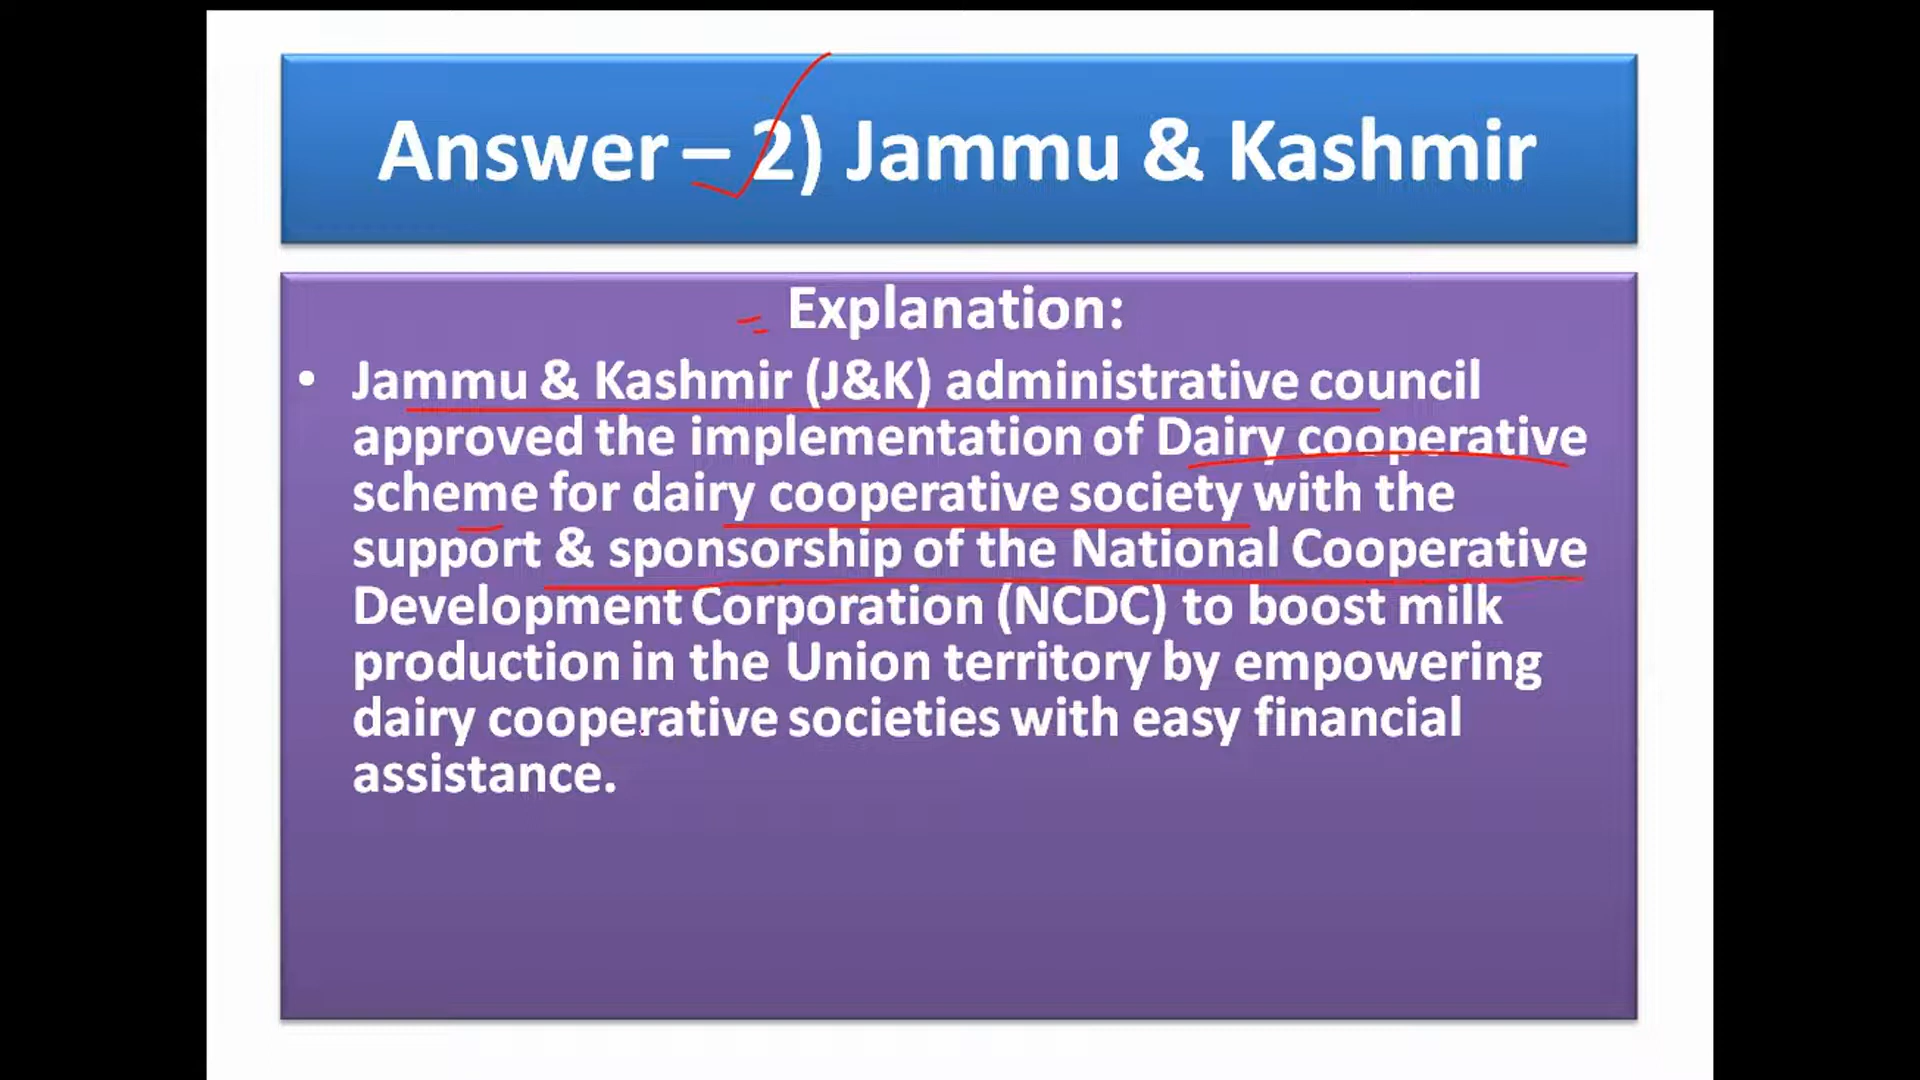 Answer – 2) Jammu & Kashmir
Explanation:
• Jammu & Kashmir (J&K) administrative council
approved the implementation of Dairy cooperative
scheme for dairy cooperative society with the
support & sponsorship of the National Cooperative
Development Corporation (NCDC) to boost milk
production in the Union territory by empowering
dairy cooperative societies with easy financial
assistance.